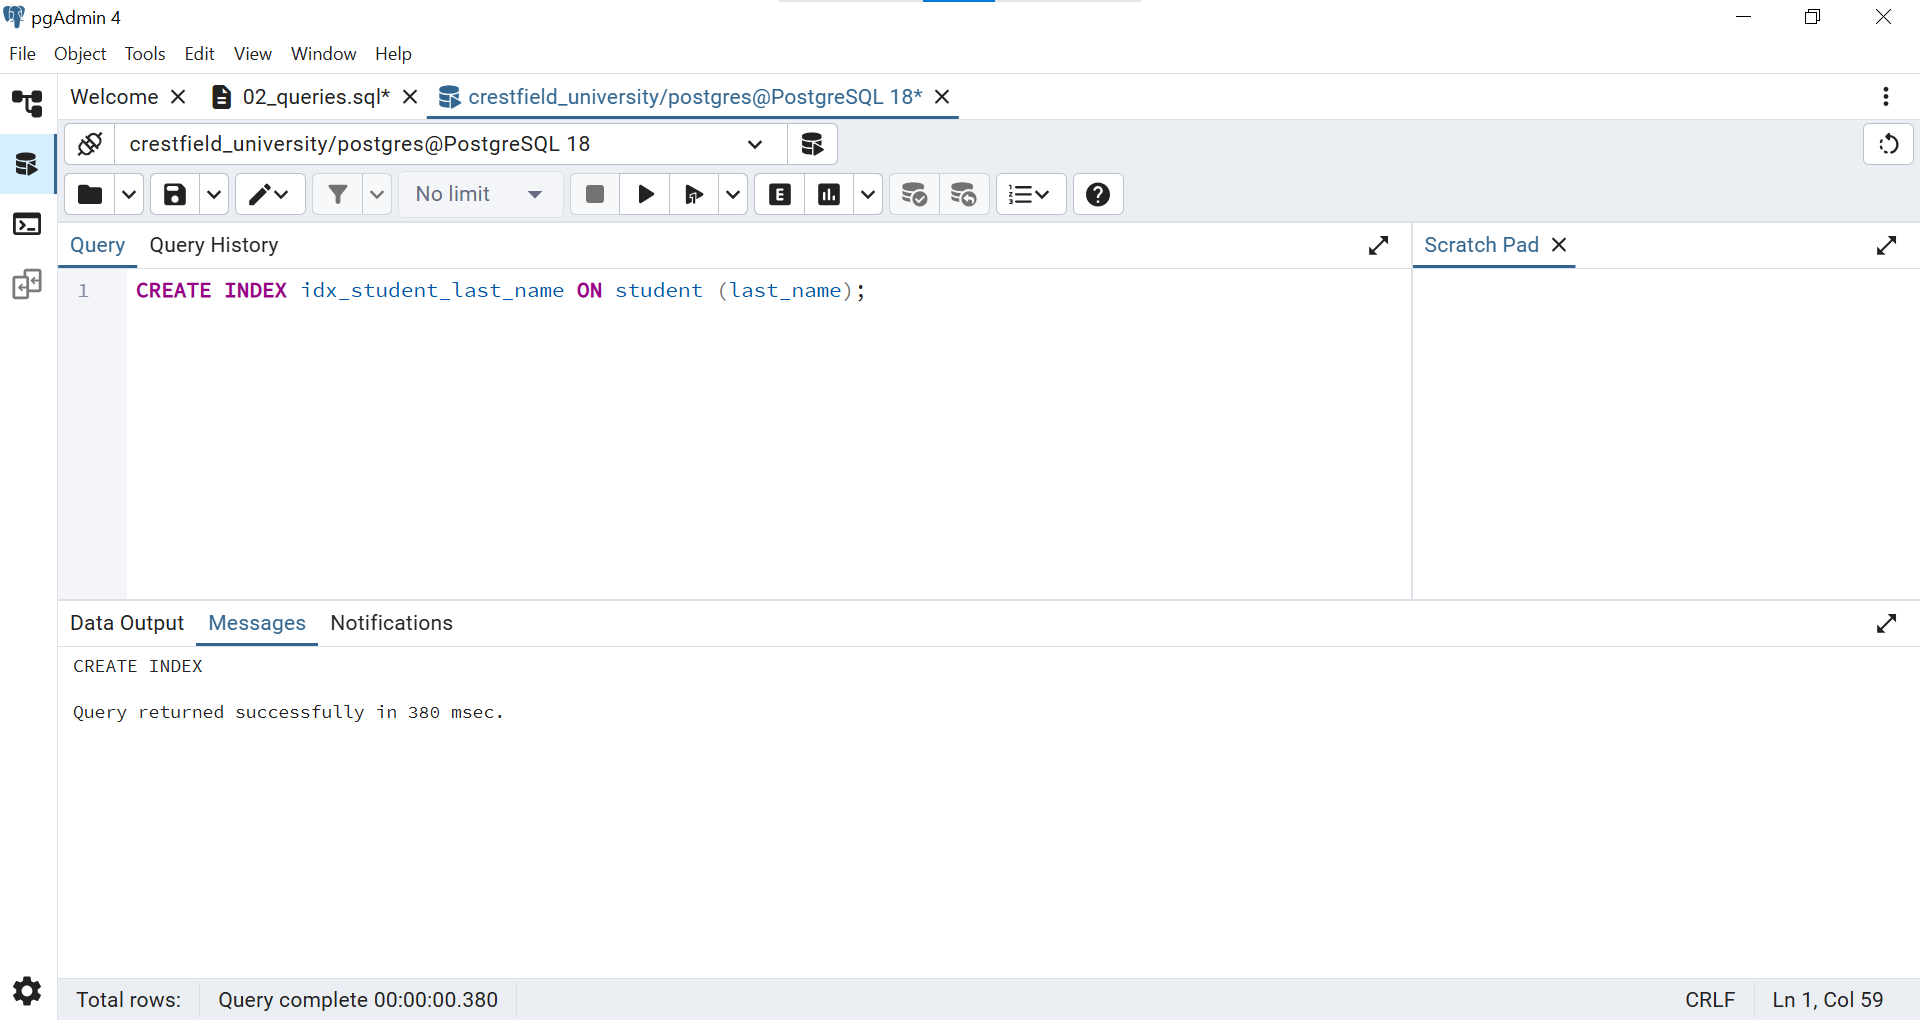 pgAdmin 4
File Object Tools Edit View Window Help
Welcome 02_queries.sql* crestfield_university/postgres@PostgreSQL 18*
crestfield_university/postgres@PostgreSQL 18
No limit E
Query Query History Scratch Pad
1 CREATE INDEX idx_student_last_name ON student (last_name);
Data Output Messages Notifications
CREATE INDEX
Query returned successfully in 380 msec.
Total rows: Query complete 00:00:00.380 CRLF Ln 1, Col 59